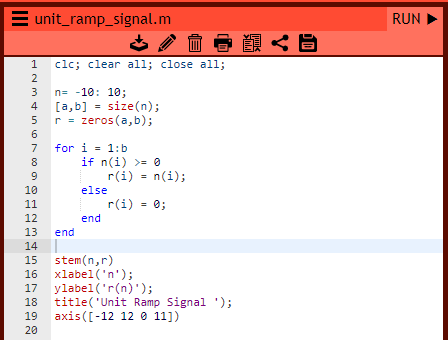 unit_ramp_signal.m RUN
1 clc; clear all; close all;
2
3 n= -10: 10;
4 [a,b] = size(n);
5 r = zeros(a,b);
6
7 for i = 1:b
8     if n(i) >= 0
9         r(i) = n(i);
10     else
11         r(i) = 0;
12     end
13 end
14
15 stem(n,r)
16 xlabel('n');
17 ylabel('r(n)');
18 title('Unit Ramp Signal ');
19 axis([-12 12 0 11])
20